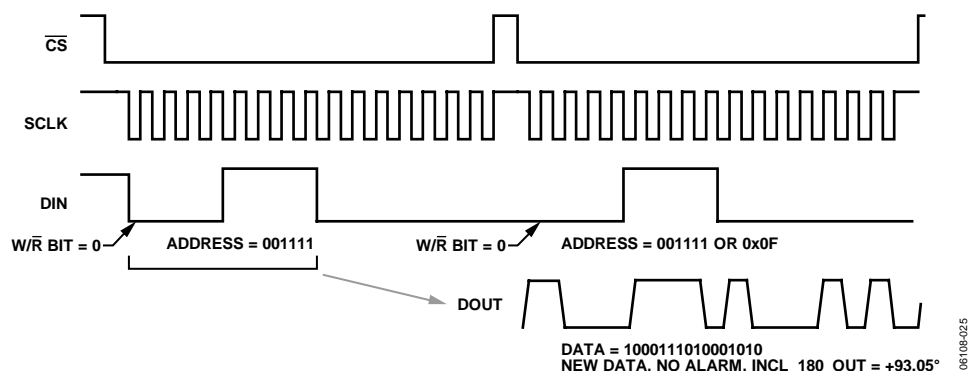 CS
SCLK
DIN
W/R BIT = 0
ADDRESS = 001111
W/R BIT = 0
ADDRESS = 001111 OR 0x0F
DOUT
DATA = 1000111010001010
NEW DATA, NO ALARM, INCL_180_OUT = +93.05°
06108-025